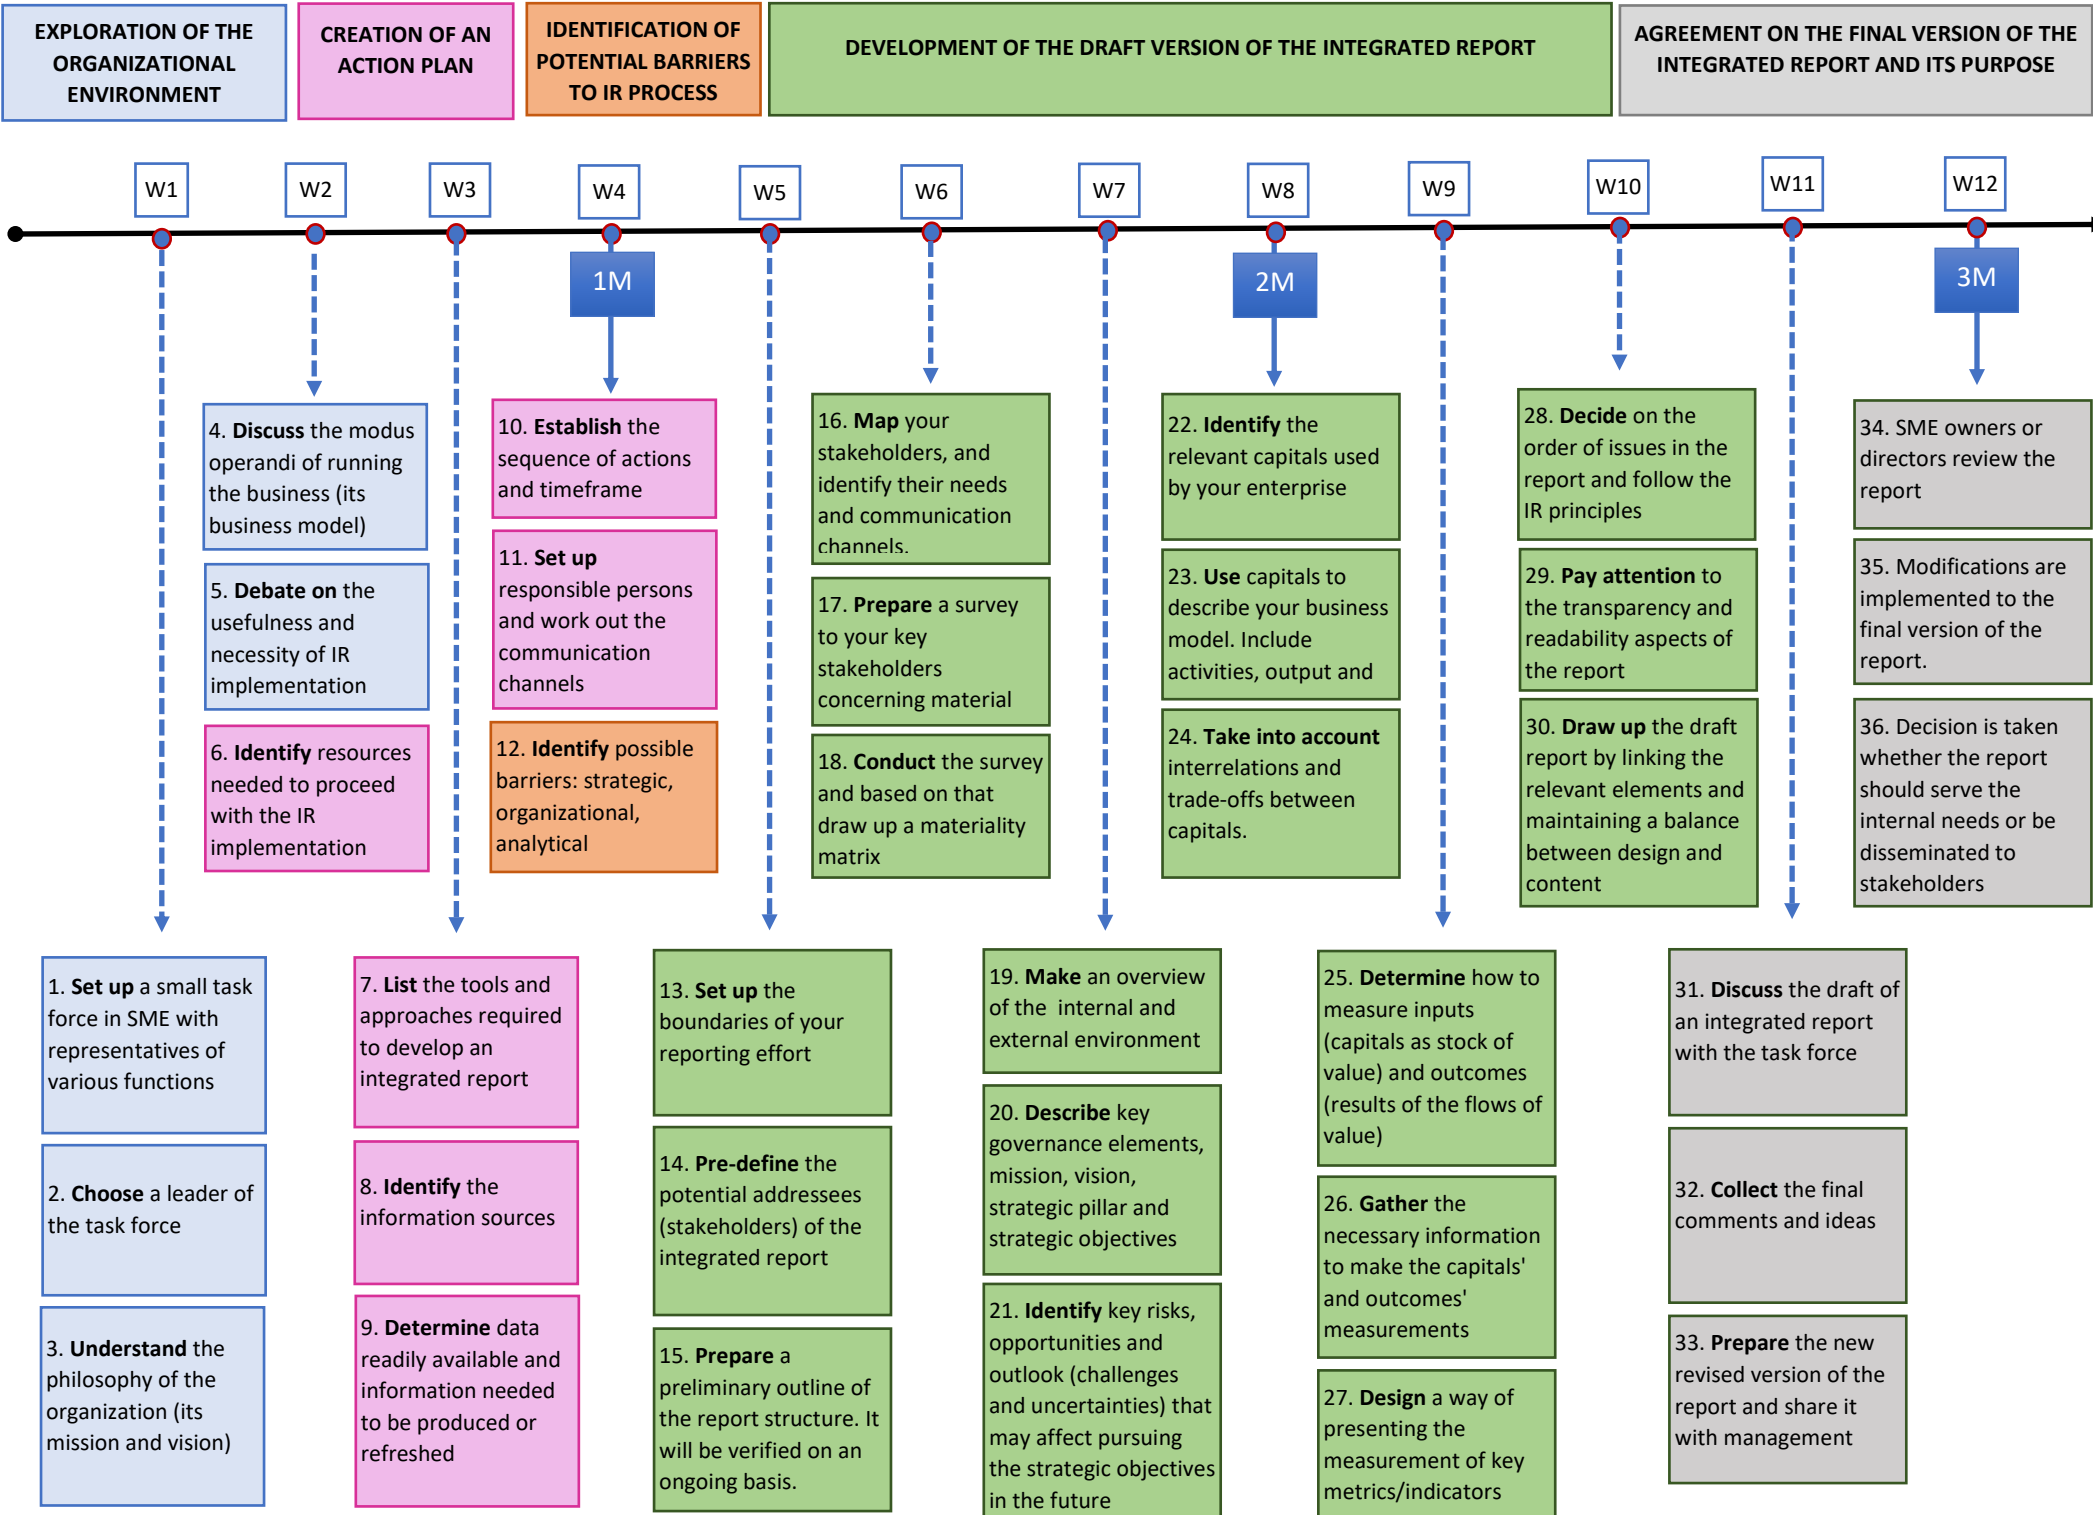 EXPLORATION OF THE
ORGANIZATIONAL
ENVIRONMENT
CREATION OF AN
ACTION PLAN
IDENTIFICATION OF
POTENTIAL BARRIERS
TO IR PROCESS
DEVELOPMENT OF THE DRAFT VERSION OF THE INTEGRATED REPORT
AGREEMENT ON THE FINAL VERSION OF THE
INTEGRATED REPORT AND ITS PURPOSE
W1
W2
W3
W4
W5
W6
W7
W8
W9
W10
W11
W12
1M
2M
3M
4. Discuss the modus
operandi of running
the business (its
business model)
5. Debate on the
usefulness and
necessity of IR
implementation
6. Identify resources
needed to proceed
with the IR
implementation
10. Establish the
sequence of actions
and timeframe
11. Set up
responsible persons
and work out the
communication
channels
12. Identify possible
barriers: strategic,
organizational,
analytical
16. Map your
stakeholders, and
identify their needs
and communication
channels.
17. Prepare a survey
to your key
stakeholders
concerning material
18. Conduct the survey
and based on that
draw up a materiality
matrix
22. Identify the
relevant capitals used
by your enterprise
23. Use capitals to
describe your business
model. Include
activities, output and
24. Take into account
interrelations and
trade-offs between
capitals.
28. Decide on the
order of issues in the
report and follow the
IR principles
29. Pay attention to
the transparency and
readability aspects of
the report
30. Draw up the draft
report by linking the
relevant elements and
maintaining a balance
between design and
content
34. SME owners or
directors review the
report
35. Modifications are
implemented to the
final version of the
report.
36. Decision is taken
whether the report
should serve the
internal needs or be
disseminated to
stakeholders
1. Set up a small task
force in SME with
representatives of
various functions
2. Choose a leader of
the task force
3. Understand the
philosophy of the
organization (its
mission and vision)
7. List the tools and
approaches required
to develop an
integrated report
8. Identify the
information sources
9. Determine data
readily available and
information needed
to be produced or
refreshed
13. Set up the
boundaries of your
reporting effort
14. Pre-define the
potential addressees
(stakeholders) of the
integrated report
15. Prepare a
preliminary outline of
the report structure. It
will be verified on an
ongoing basis.
19. Make an overview
of the internal and
external environment
20. Describe key
governance elements,
mission, vision,
strategic pillar and
strategic objectives
21. Identify key risks,
opportunities and
outlook (challenges
and uncertainties) that
may affect pursuing
the strategic objectives
in the future
25. Determine how to
measure inputs
(capitals as stock of
value) and outcomes
(results of the flows of
value)
26. Gather the
necessary information
to make the capitals'
and outcomes'
measurements
27. Design a way of
presenting the
measurement of key
metrics/indicators
31. Discuss the draft of
an integrated report
with the task force
32. Collect the final
comments and ideas
33. Prepare the new
revised version of the
report and share it
with management